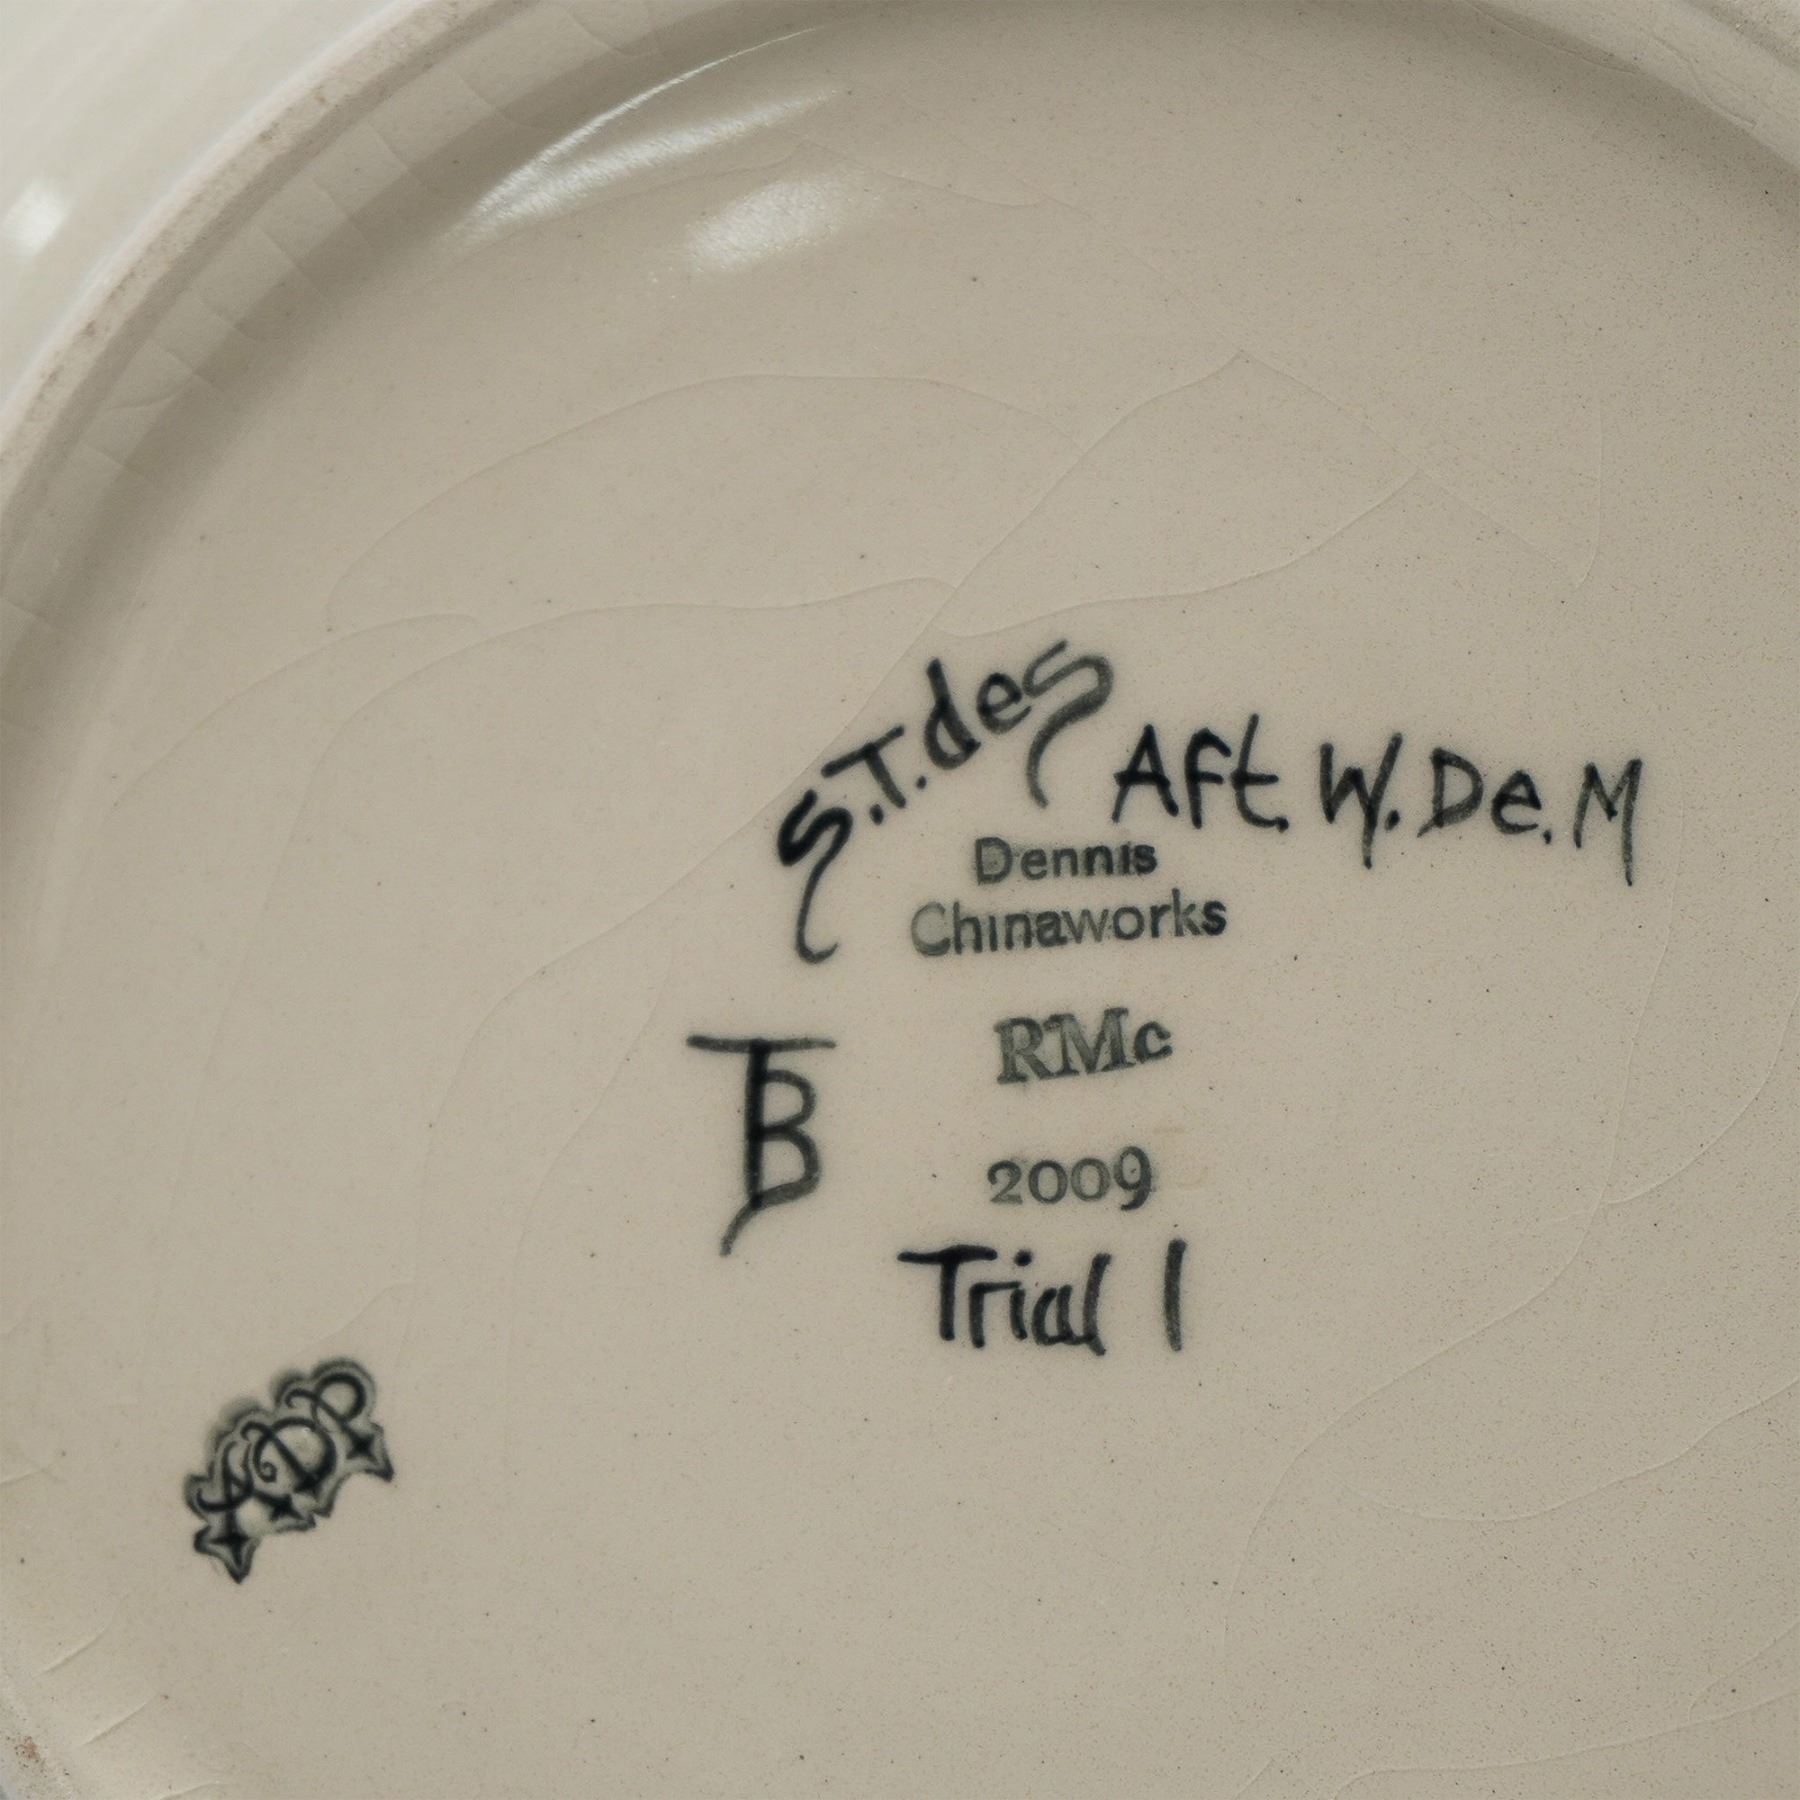 S.T.des Aft. W.De.M
Dennis
Chinaworks
RMc
TB
2009
Trial 1